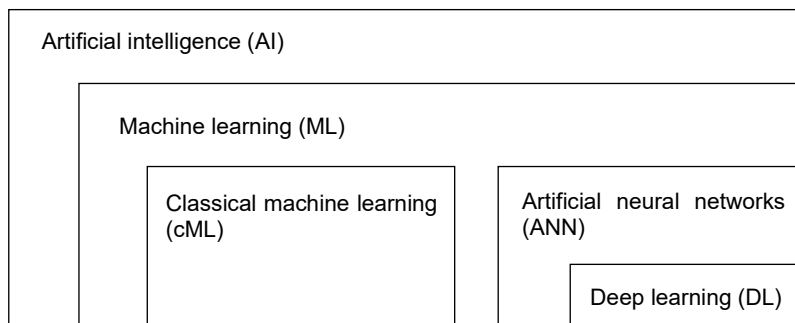 Artificial intelligence (AI)
Machine learning (ML)
Classical machine learning
(cML)
Artificial neural networks
(ANN)
Deep learning (DL)